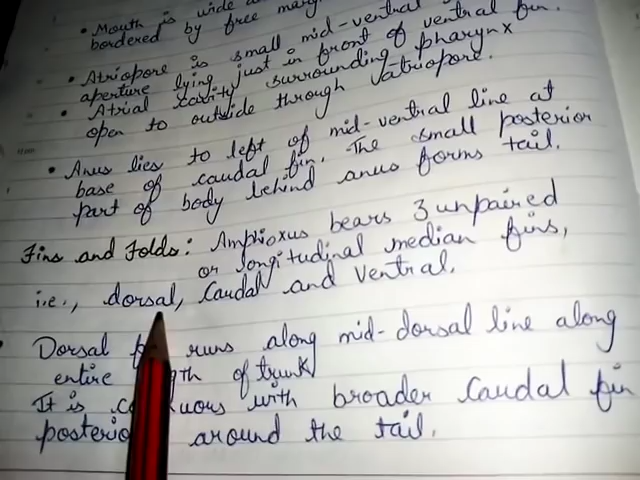 • Mouth is wide
bordered by free
• Atriopore is small mid-ventral
aperture lying just in front of ventral fin.
• Atrial cavity surrounding pharynx
open to outside through atriopore.
• Anus lies to left of mid-ventral line at
base of caudal fin. The small posterior
part of body behind anus forms tail.
Fins and Folds: Amphioxus bears 3 unpaired
or longitudinal median fins,
i.e., dorsal, Caudal and Ventral.
Dorsal runs along mid-dorsal line along
entire of trunk
It is with broader Caudal fin
around the tail.